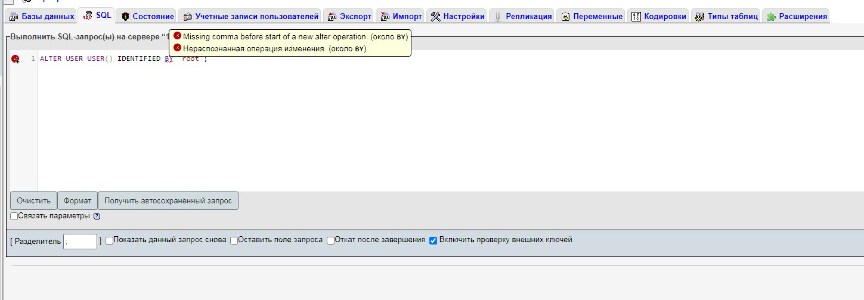 Базы данных SQL Состояние Учетные записи пользователей Экспорт Импорт Настройки Репликация Переменные Кодировки Типы таблиц Расширения
Выполнить SQL-запрос(ы) на сервере
Missing comma before start of a new alter operation. (около BY)
Нераспознанная операция изменения. (около BY)
1 ALTER USER USER() IDENTIFIED BY 'root';
Очистить Формат Получить автосохранённый запрос
Связать параметры
[ Разделитель ; ] Показать данный запрос снова Оставить поле запроса Откат после завершения Включить проверку внешних ключей